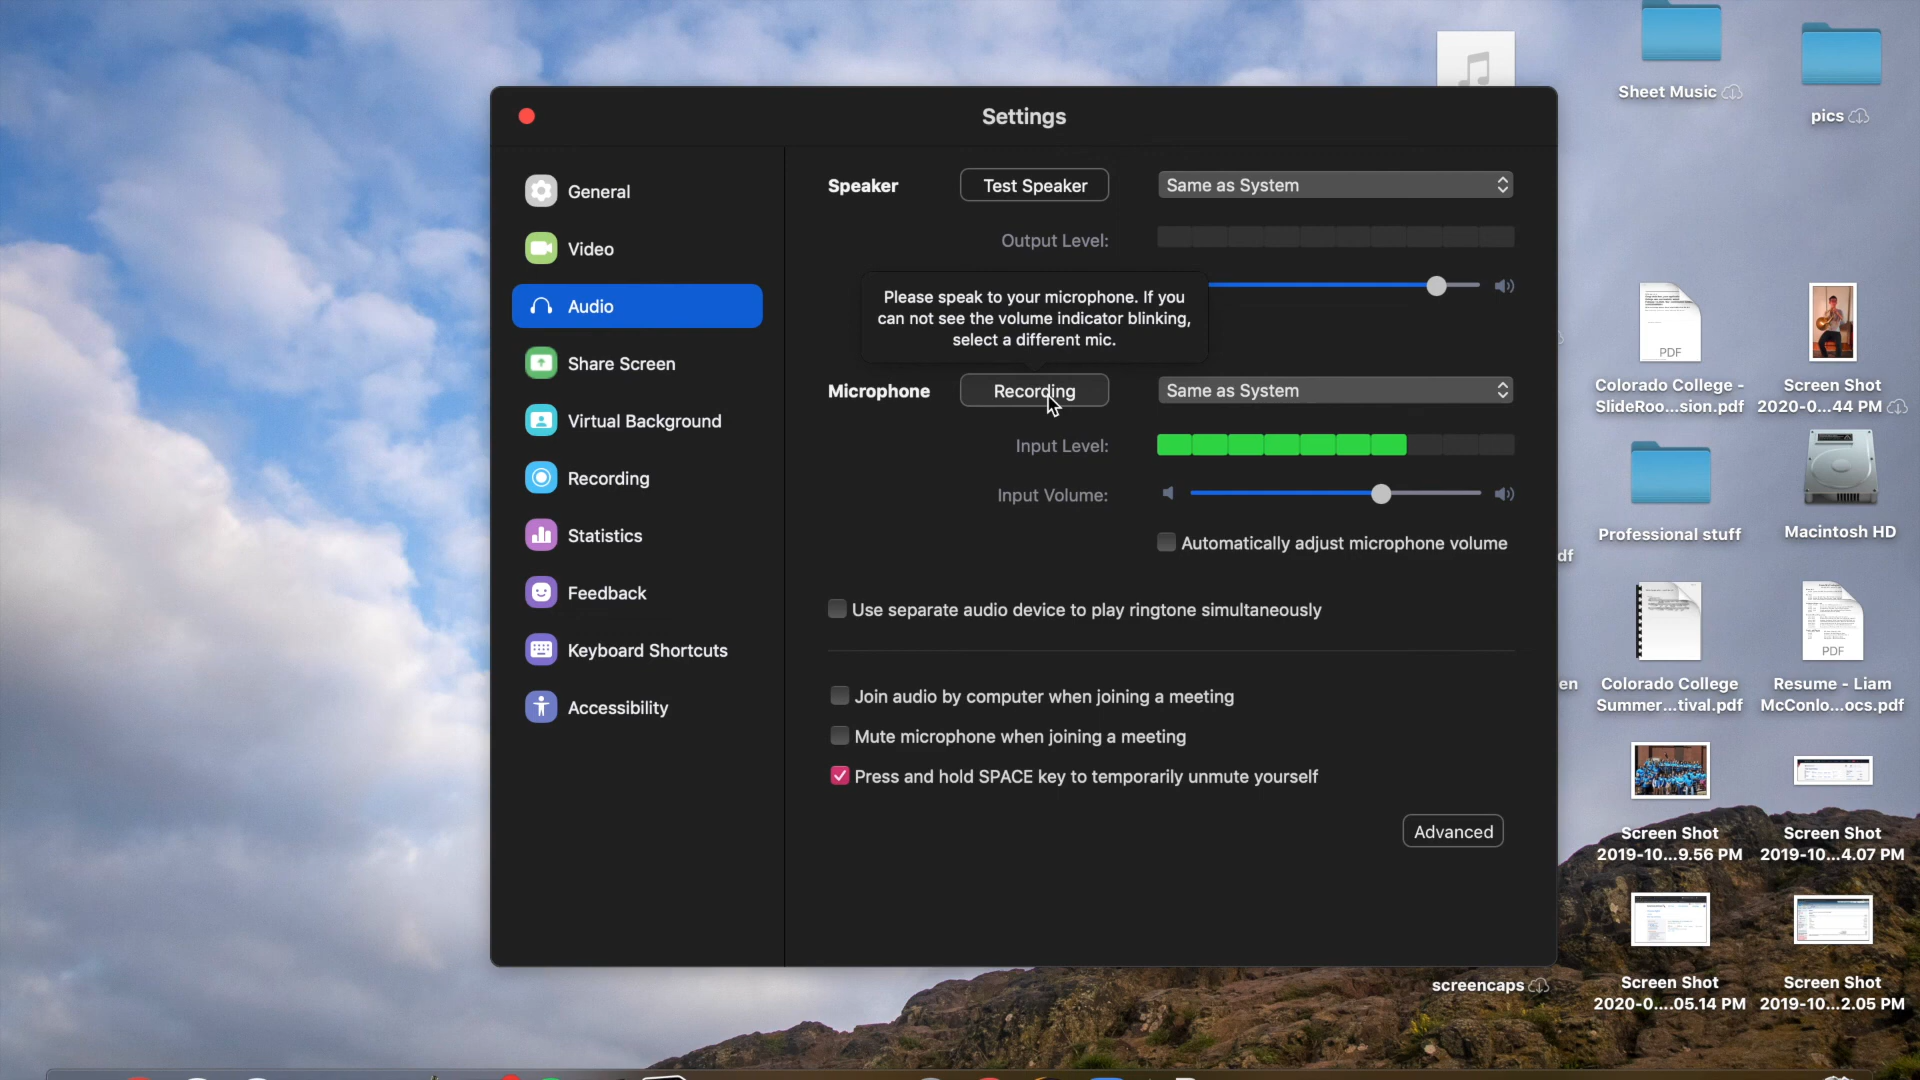 Settings
General
Video
Audio
Share Screen
Virtual Background
Recording
Statistics
Feedback
Keyboard Shortcuts
Accessibility
Speaker
Test Speaker
Same as System
Output Level:
Please speak to your microphone. If you
can not see the volume indicator blinking,
select a different mic.
Microphone
Recording
Same as System
Input Level:
Input Volume:
Automatically adjust microphone volume
Use separate audio device to play ringtone simultaneously
Join audio by computer when joining a meeting
Mute microphone when joining a meeting
Press and hold SPACE key to temporarily unmute yourself
Advanced
Sheet Music
pics
PDF
Colorado College -
SlideRoo...sion.pdf
Screen Shot
2020-0...44 PM
Professional stuff
Macintosh HD
df
en
Colorado College
Summer...tival.pdf
PDF
Resume - Liam
McConlo...ocs.pdf
Screen Shot
2019-10...9.56 PM
Screen Shot
2019-10...4.07 PM
screencaps
Screen Shot
2020-0....05.14 PM
Screen Shot
2019-10...2.05 PM